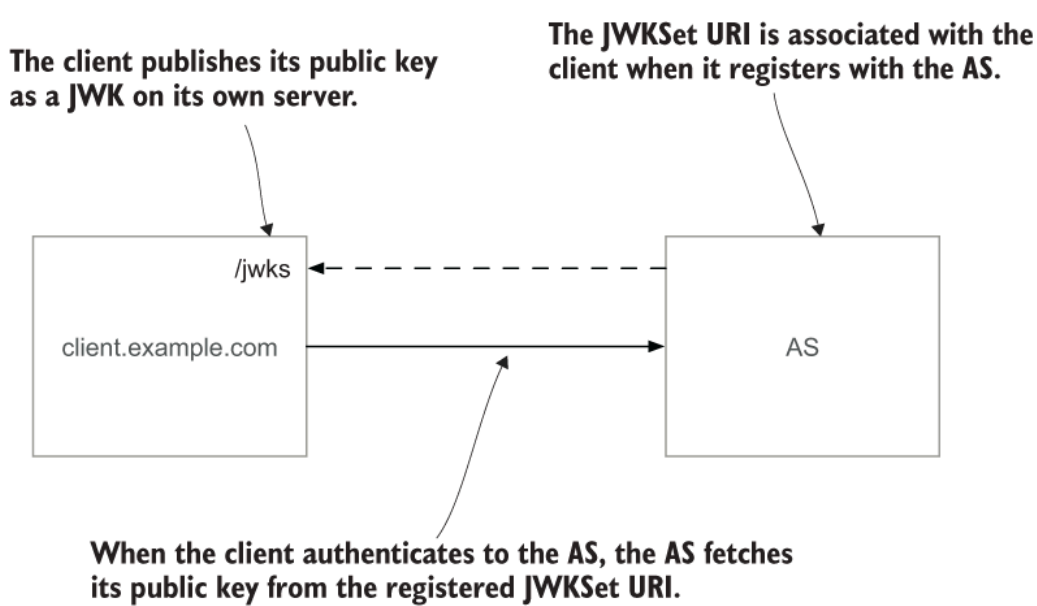 The client publishes its public key
as a JWK on its own server.
The JWKSet URI is associated with the
client when it registers with the AS.
/jwks
client.example.com
AS
When the client authenticates to the AS, the AS fetches
its public key from the registered JWKSet URI.